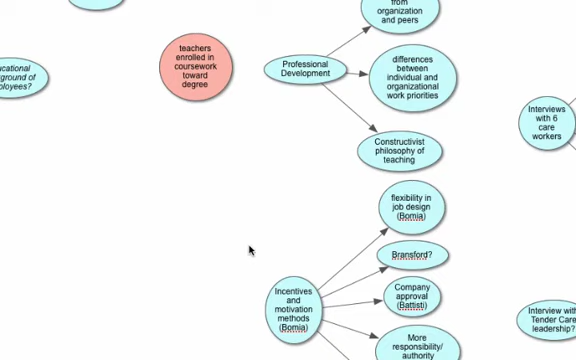 from
organization
and peers
teachers
enrolled in
coursework
toward
degree
ucational
ground of
ployees?
Professional
Development
differences
between
individual and
organizational
work priorities
Interviews
with 6
care
workers
Constructivist
philosophy of
teaching
flexibility in
job design
(Bomia)
Bransford?
Incentives
and
motivation
methods
(Bomia)
Company
approval
(Battisti)
Interview with
Tender Care
leadership?
More
responsibility/
authority